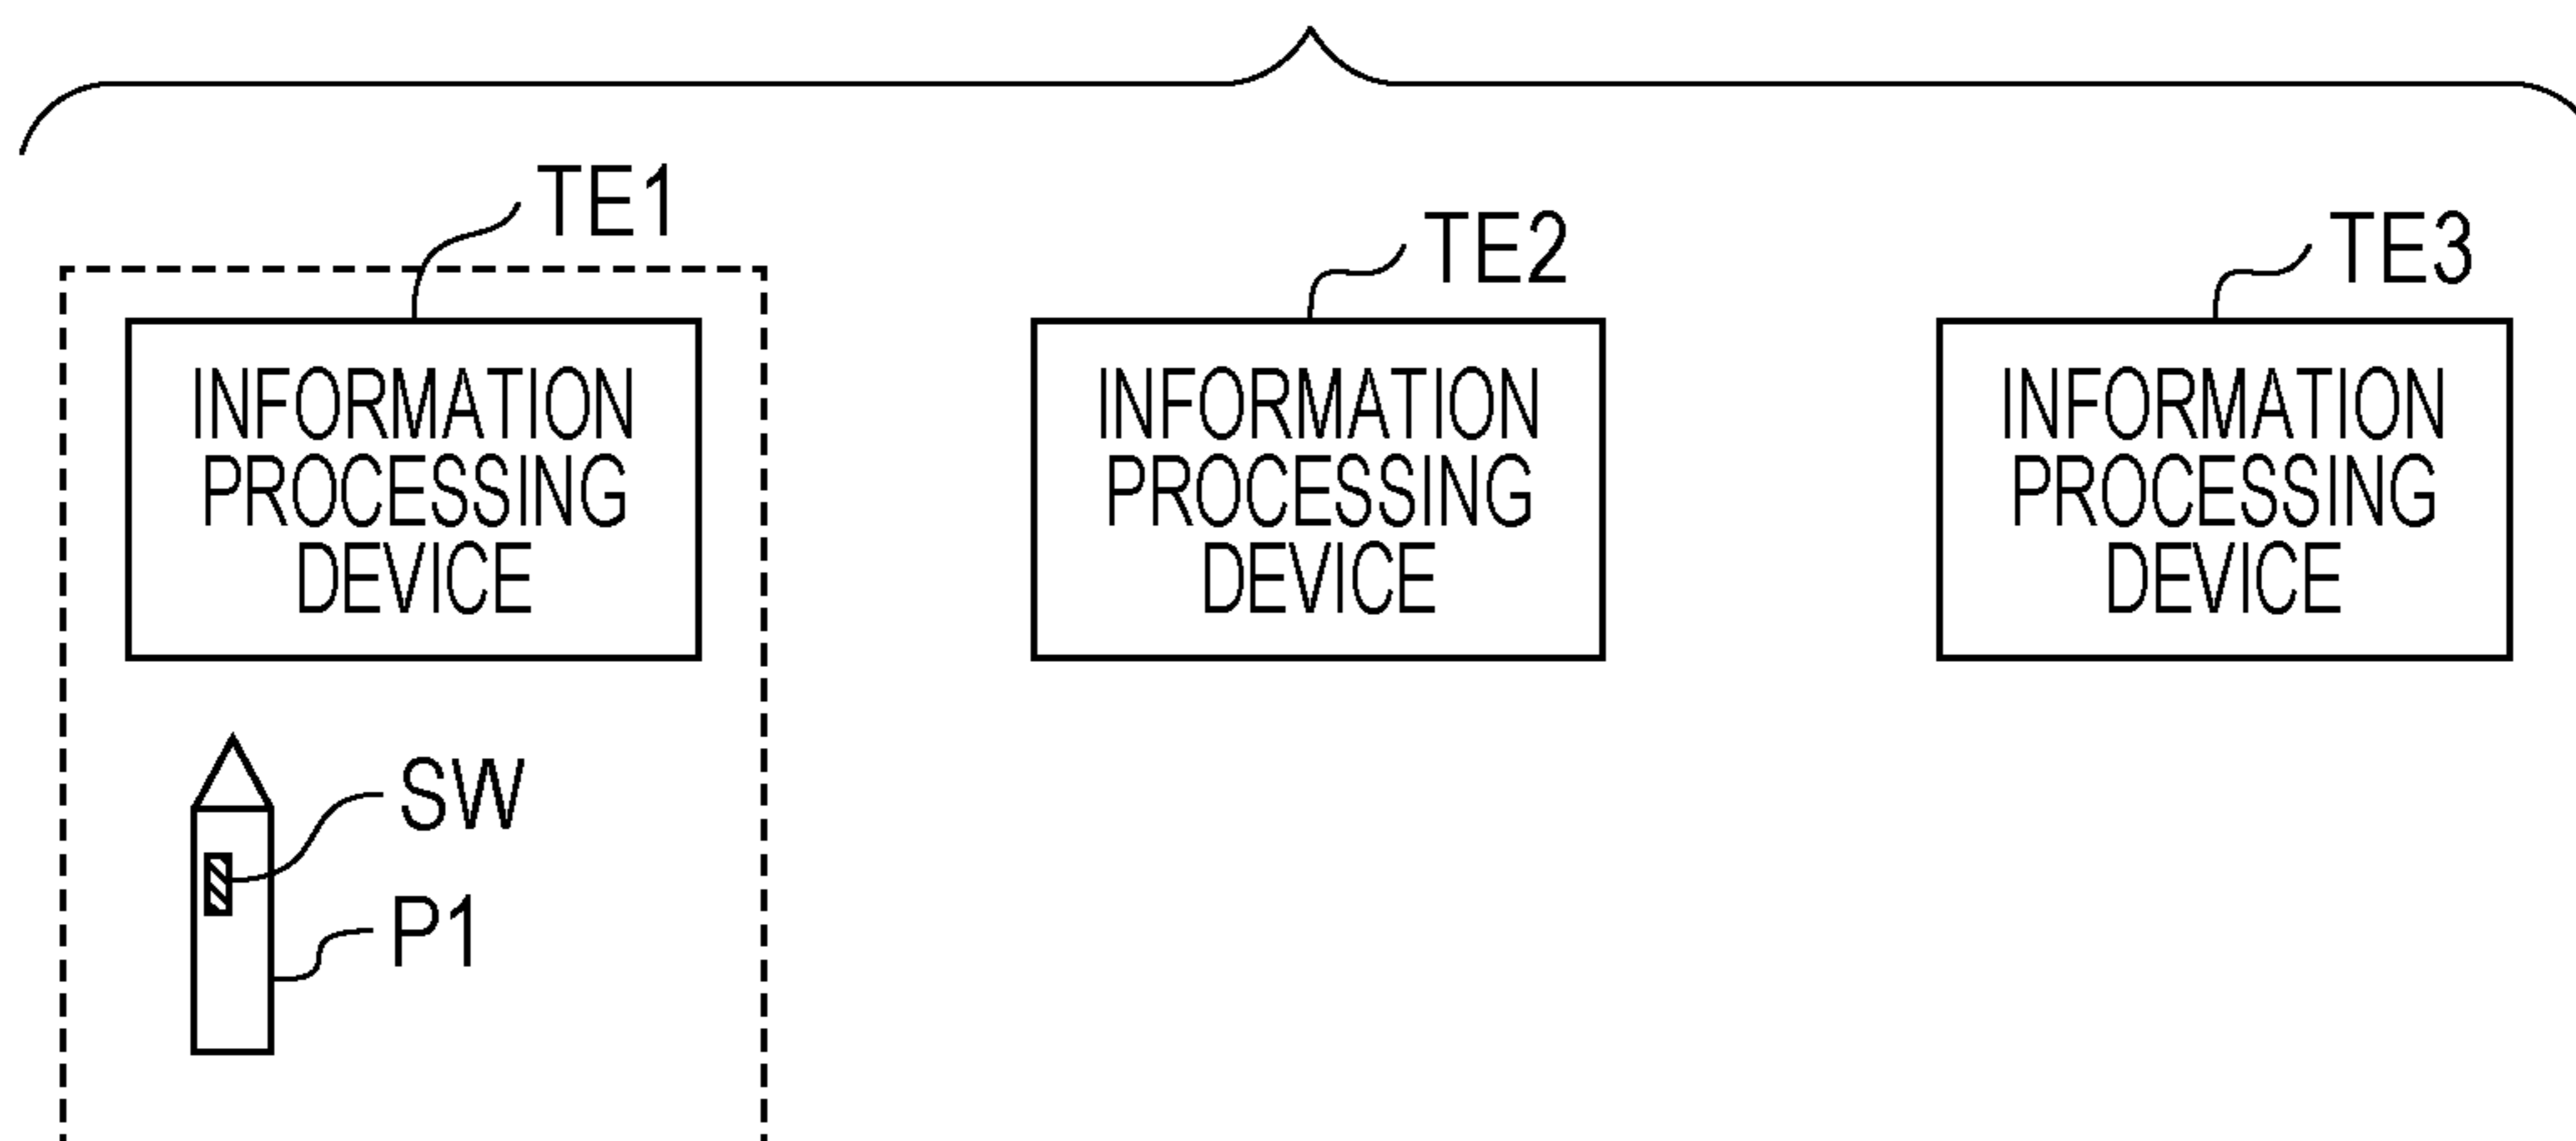 TE1
TE2
TE3
INFORMATION
PROCESSING
DEVICE
INFORMATION
PROCESSING
DEVICE
INFORMATION
PROCESSING
DEVICE
SW
P1